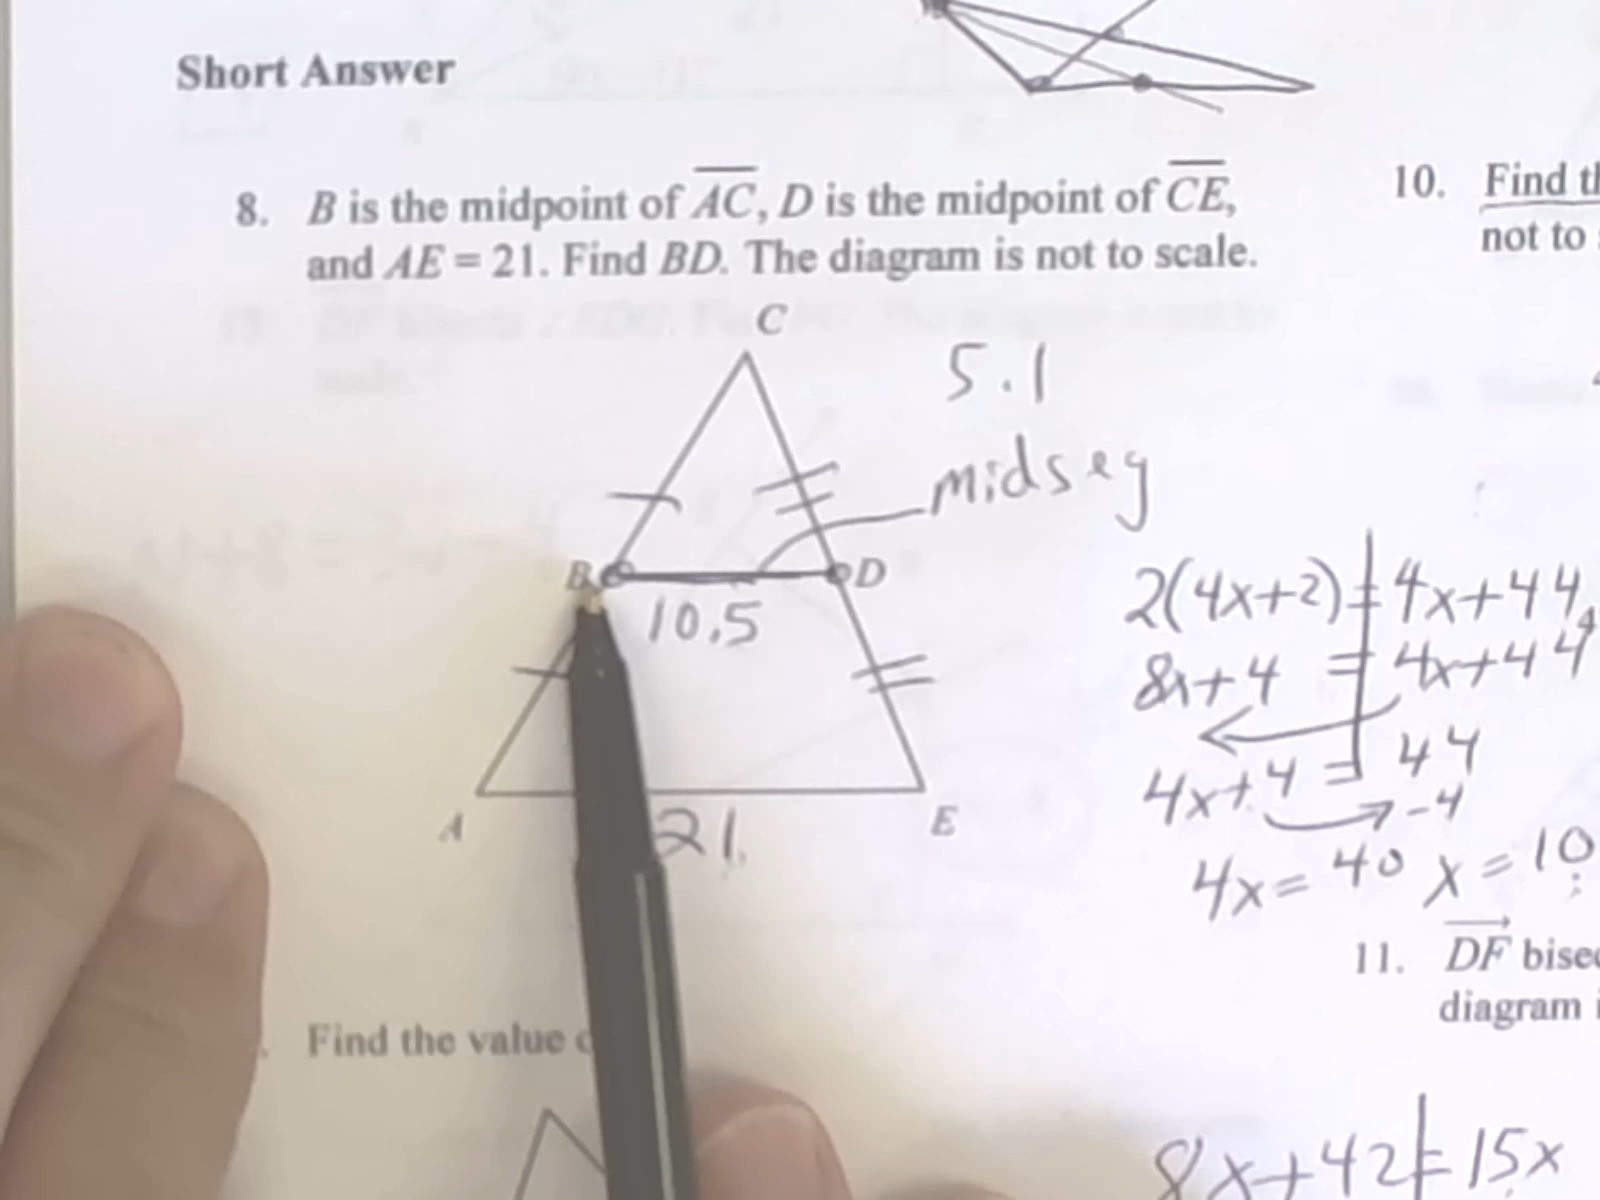 Short Answer
8. B is the midpoint of AC, D is the midpoint of CE,
and AE = 21. Find BD. The diagram is not to scale.
C
5.1
midseg
B
D
10.5
A
21
E
Find the value
10. Find
not to
2(4x+2) = 4x+44
8x+4 = 4x+44
4x+4 = 44
-4
4x = 40 x = 10
11. DF
diagram
8x+42 = 15x